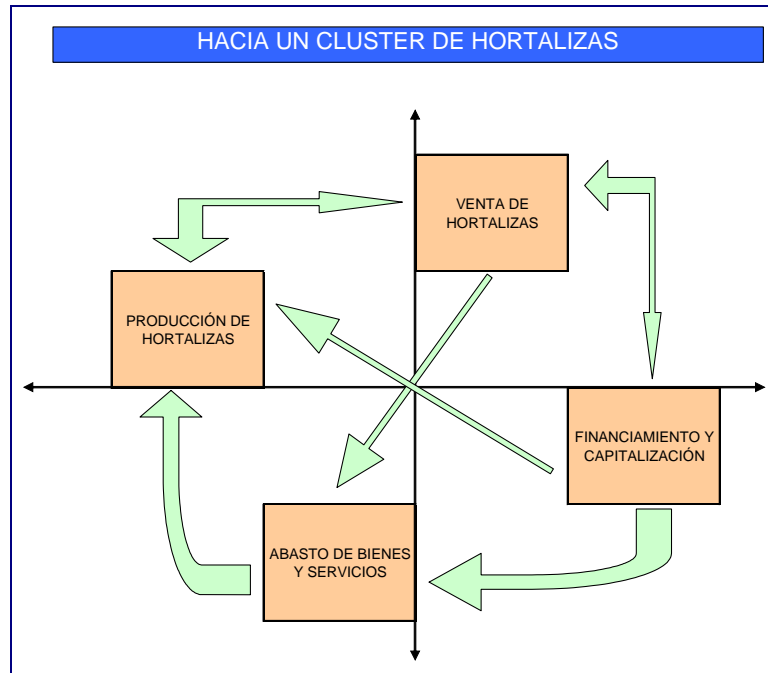 HACIA UN CLUSTER DE HORTALIZAS
VENTA DE
HORTALIZAS
PRODUCCIÓN DE
HORTALIZAS
FINANCIAMIENTO Y
CAPITALIZACIÓN
ABASTO DE BIENES
Y SERVICIOS